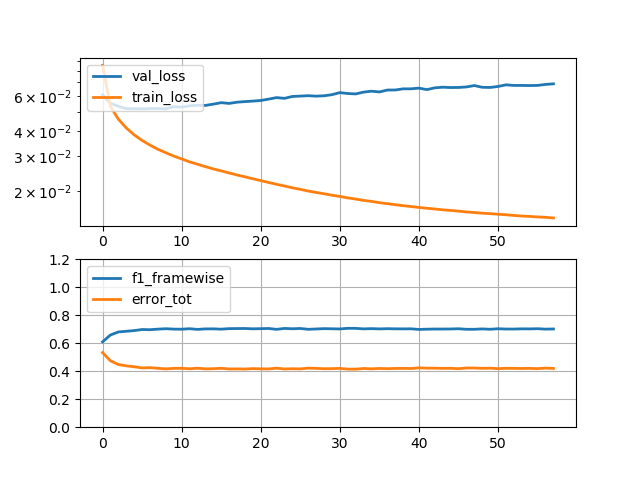 val_loss
train_loss
6 × 10⁻²
4 × 10⁻²
3 × 10⁻²
2 × 10⁻²
0 10 20 30 40 50
f1_framewise
error_tot
1.2
1.0
0.8
0.6
0.4
0.2
0.0
0 10 20 30 40 50